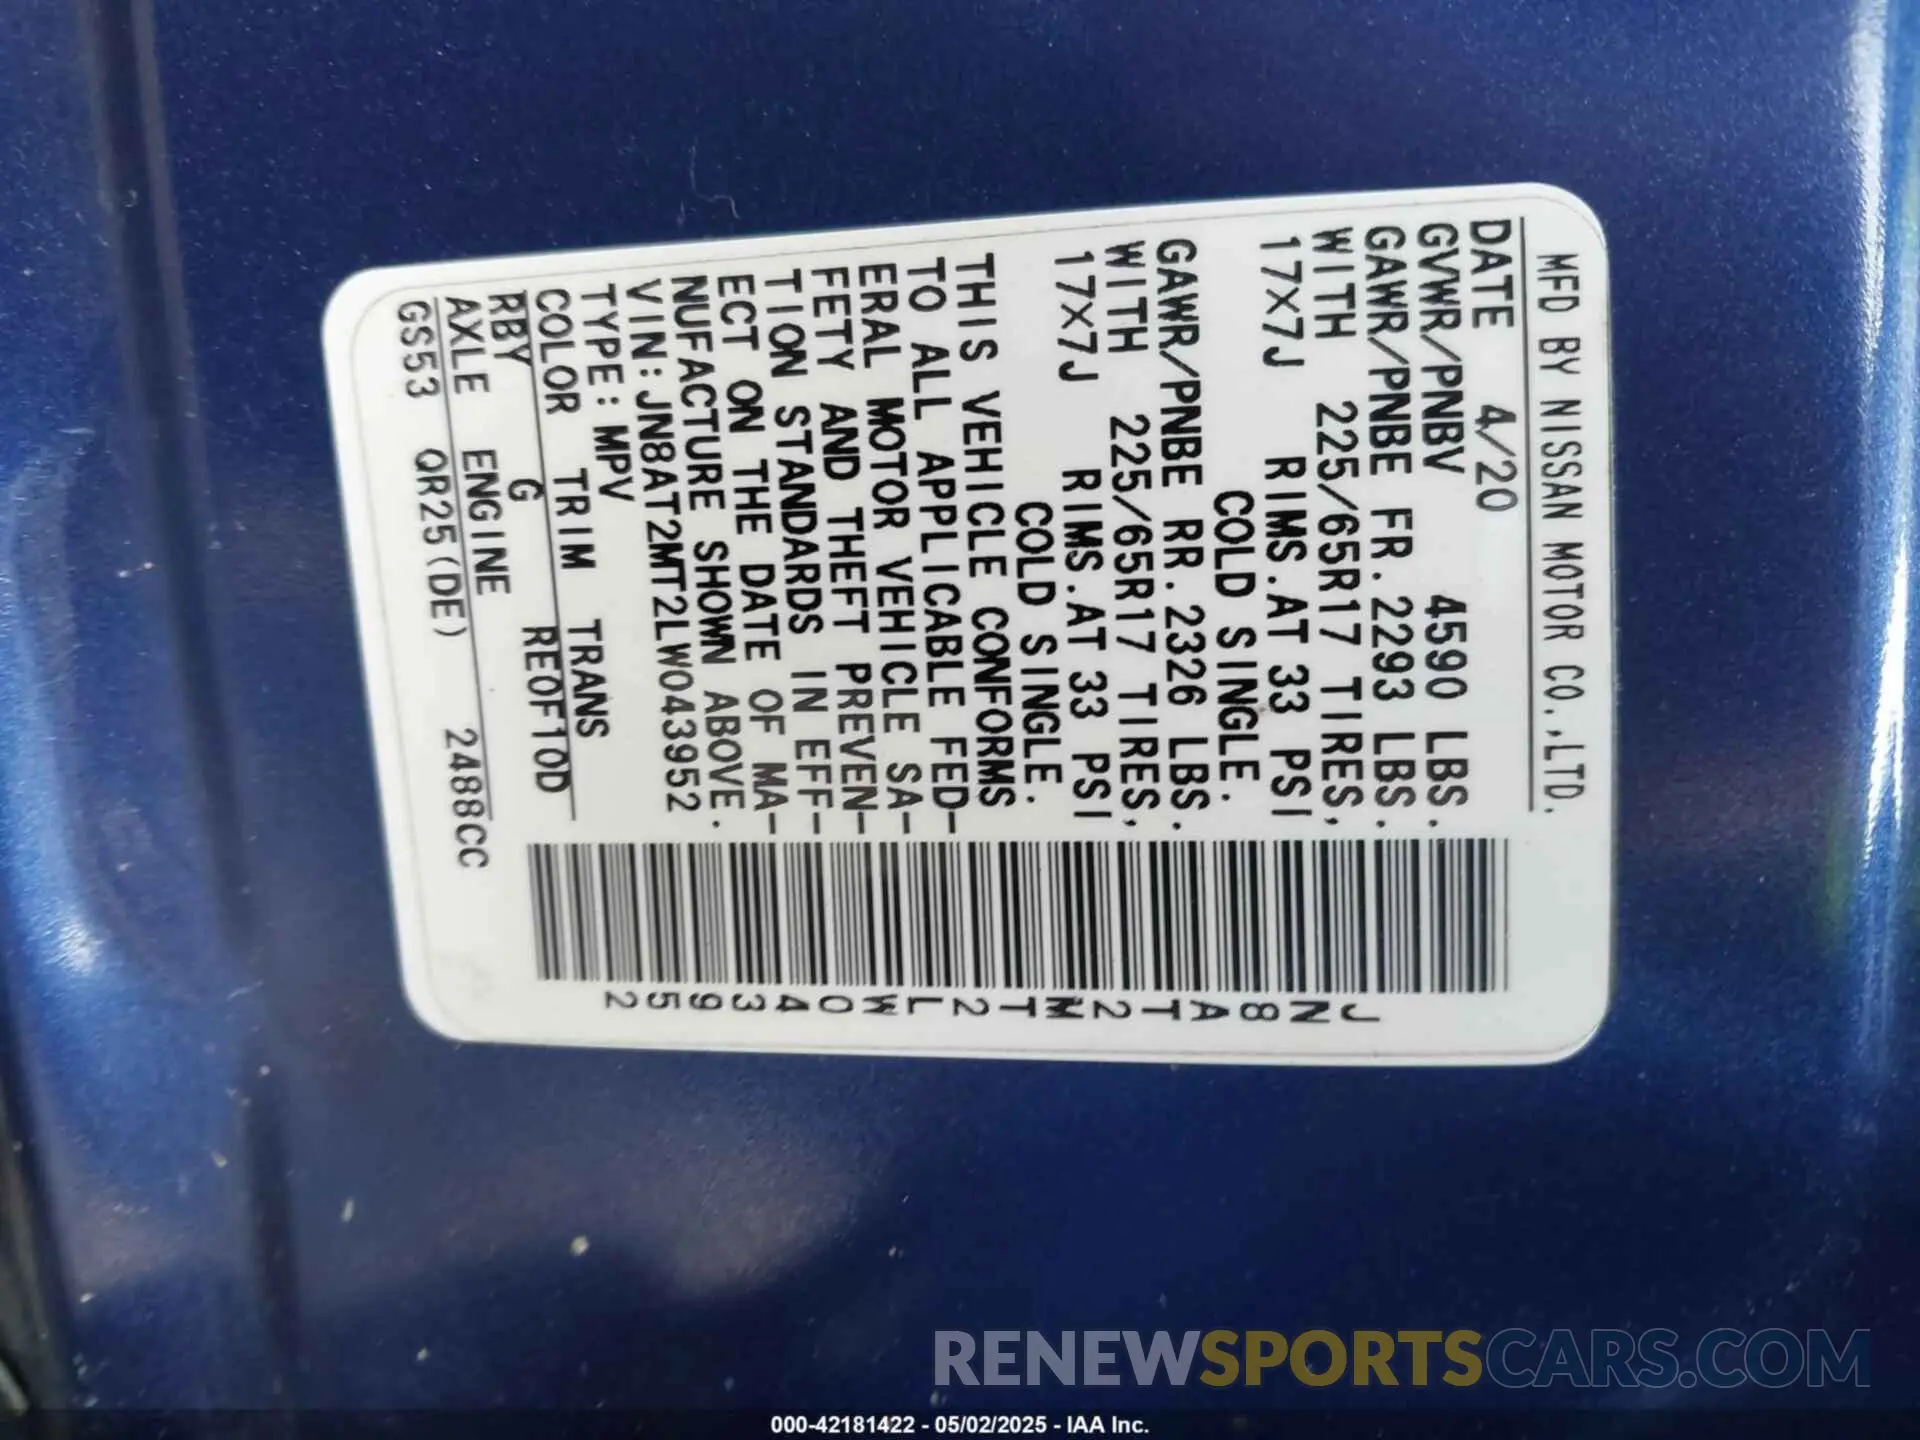 MFD BY NISSAN MOTOR CO.,LTD.
DATE 4/20
GVWR/PNBV 4590 LBS.
GAWR/PNBE FR.2293 LBS.
WITH 225/65R17 TIRES,
17×7J RIMS.AT 33 PSI
COLD SINGLE.
GAWR/PNBE RR.2326 LBS.
WITH 225/65R17 TIRES,
17×7J RIMS.AT 33 PSI
COLD SINGLE.
THIS VEHICLE CONFORMS
TO ALL APPLICABLE FED-
ERAL MOTOR VEHICLE SA-
FETY AND THEFT PREVEN-
TION STANDARDS IN EFF-
ECT ON THE DATE OF MA-
NUFACTURE SHOWN ABOVE.
VIN:JN8AT2MT2LW043952
TYPE:MPV
COLOR TRIM TRANS
RBY G RE0F10D
AXLE ENGINE
GS53 QR25(DE) 2488CC
JN8AT2MT2LW043952
RENEWSPORTSCARS.COM
000-42181422 - 05/02/2025 - IAA Inc.